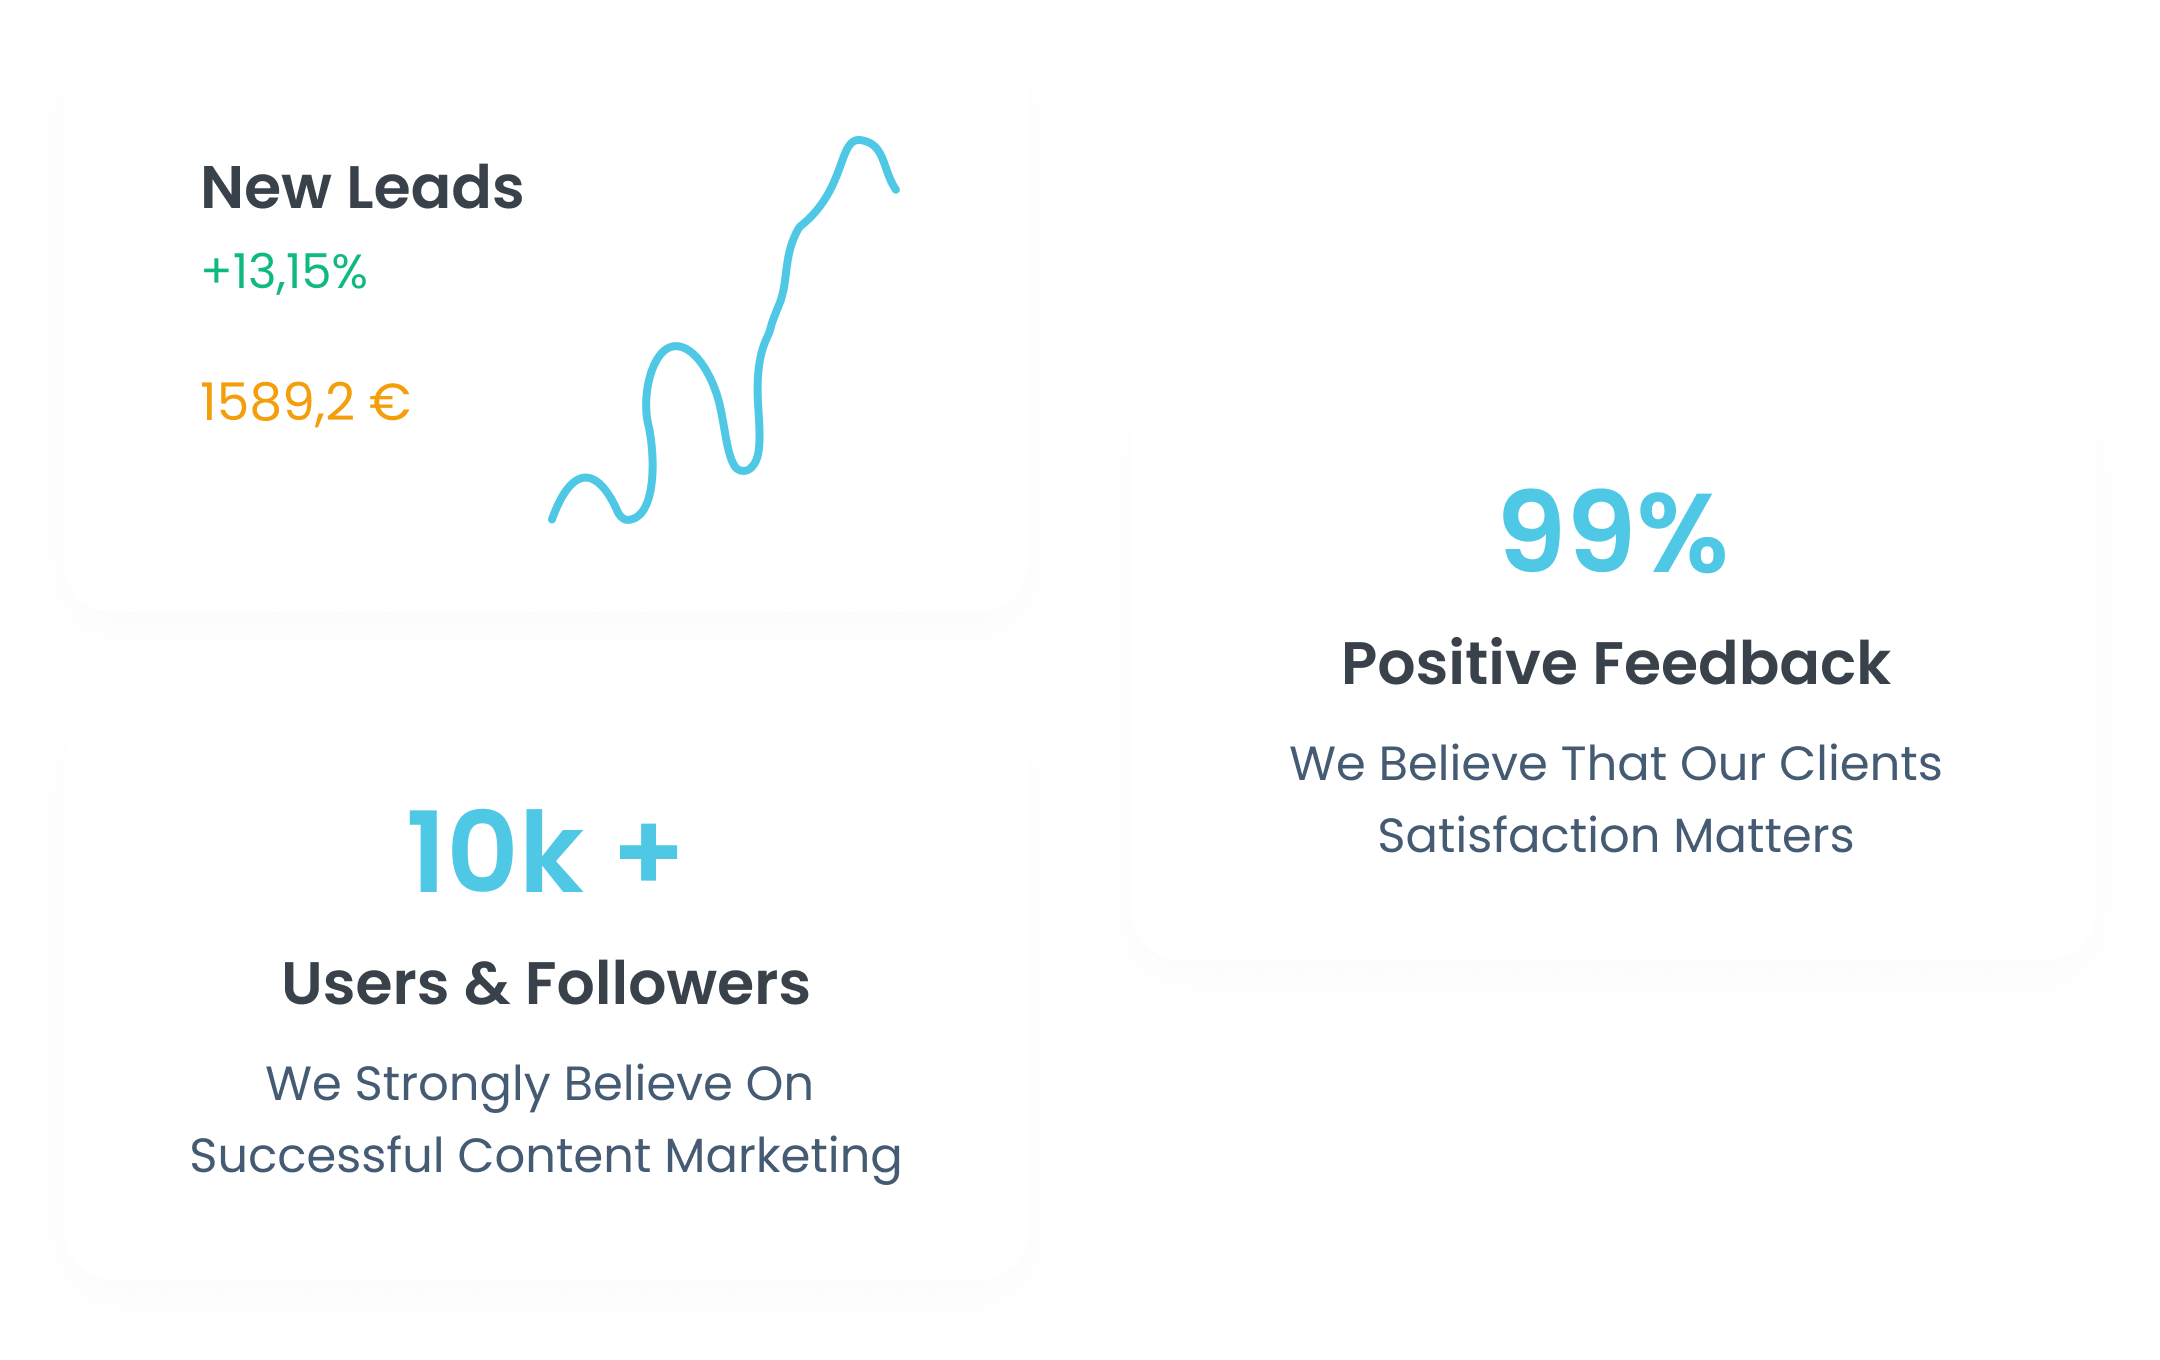 New Leads
+13,15%
1589,2 €
99%
Positive Feedback
We Believe That Our Clients
Satisfaction Matters
10k +
Users & Followers
We Strongly Believe On
Successful Content Marketing